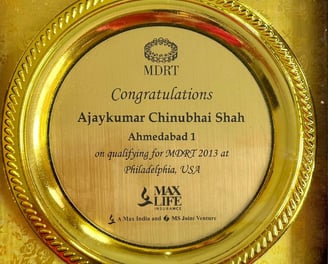 MDRT
Congratulations
Ajaykumar Chinubhai Shah
Ahmedabad 1
on qualifying for MDRT 2013 at
Philadelphia, USA
MAX
LIFE
INSURANCE
A Max India and MS Joint Venture